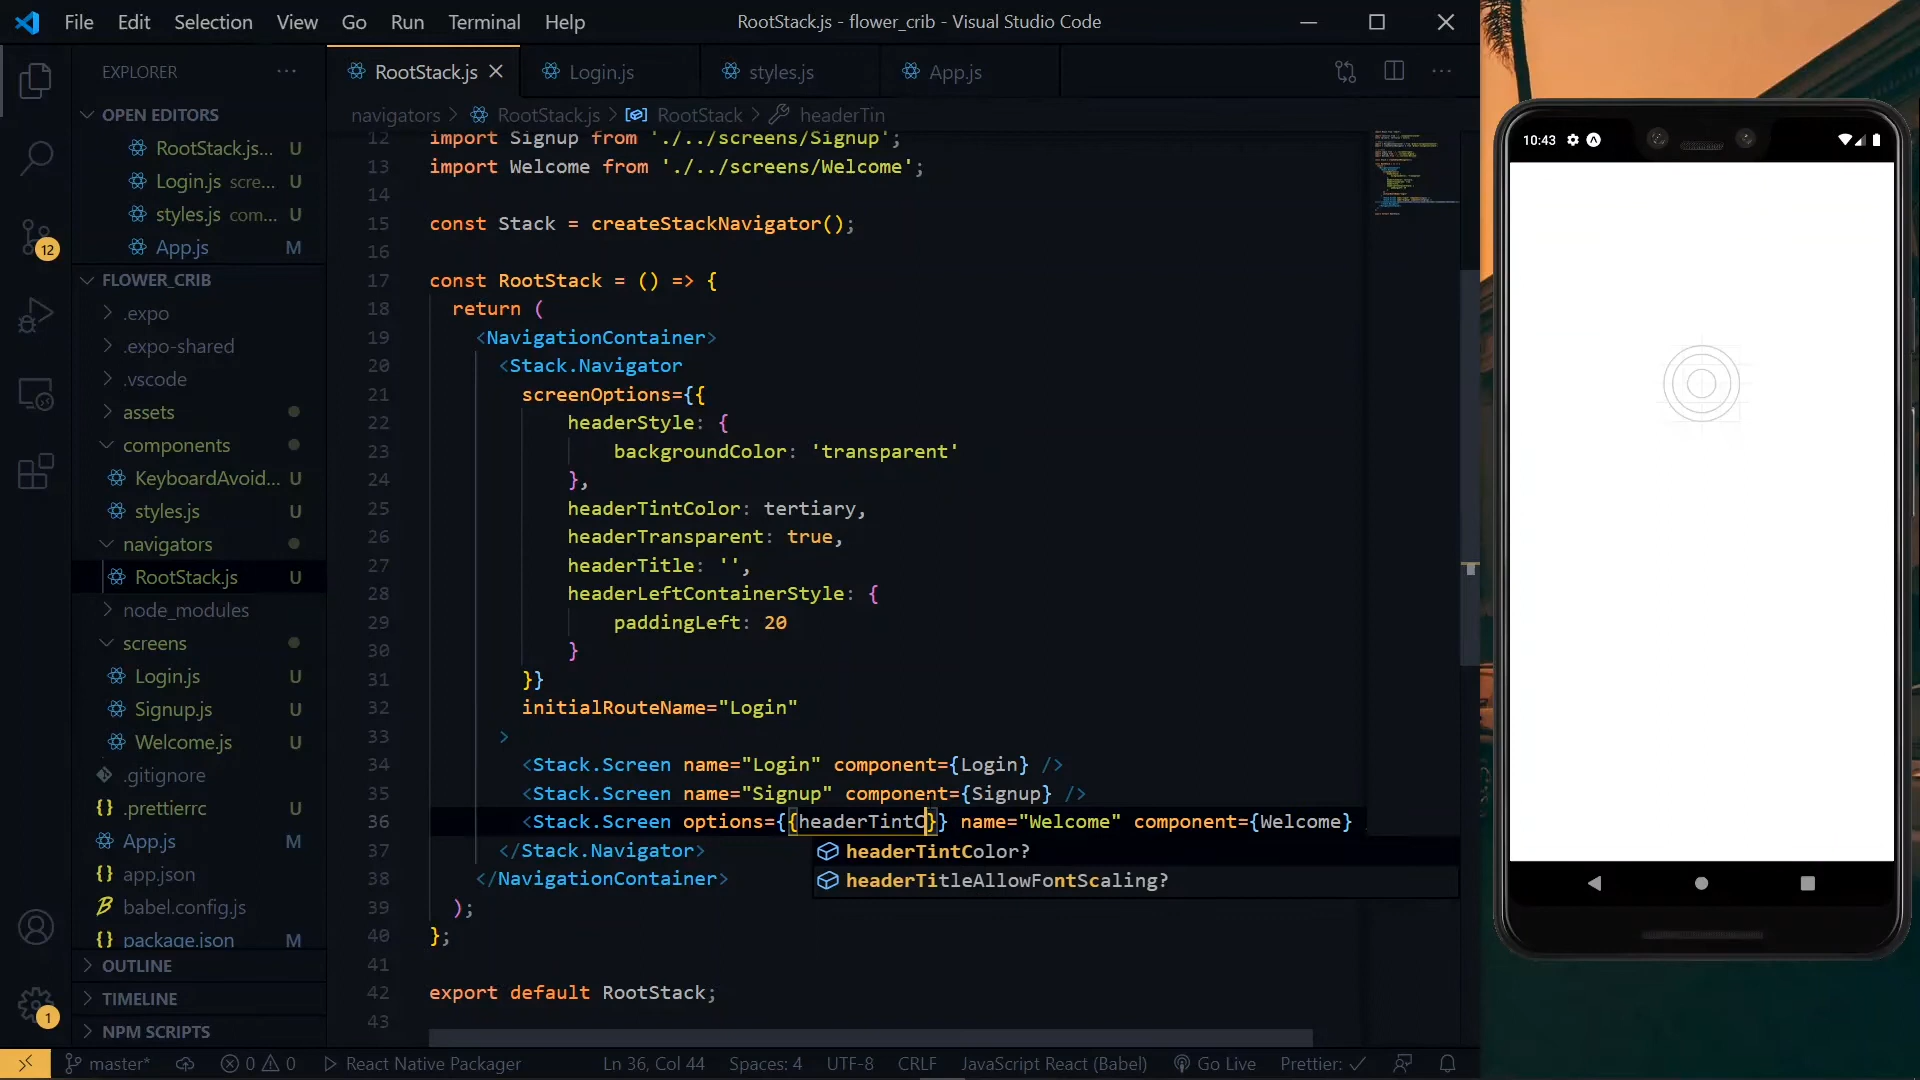 File Edit Selection View Go Run Terminal Help
RootStack.js - flower_crib - Visual Studio Code
EXPLORER
RootStack.js
Login.js
styles.js
App.js
OPEN EDITORS
RootStack.js... U
Login.js scre... U
styles.js com... U
App.js M
FLOWER_CRIB
.expo
.expo-shared
.vscode
assets
components
KeyboardAvoid... U
styles.js U
navigators
RootStack.js U
node_modules
screens
Login.js U
Signup.js U
Welcome.js U
.gitignore
{} .prettierrc U
App.js M
{} app.json
babel.config.js
{} package.json M
OUTLINE
TIMELINE
NPM SCRIPTS
12
1
navigators > RootStack.js > RootStack > headerTin
12 import Signup from './../screens/Signup';
13 import Welcome from './../screens/Welcome';
14
15 const Stack = createStackNavigator();
16
17 const RootStack = () => {
18 return (
19 <NavigationContainer>
20 <Stack.Navigator
21 screenOptions={{
22 headerStyle: {
23 backgroundColor: 'transparent'
24 },
25 headerTintColor: tertiary,
26 headerTransparent: true,
27 headerTitle: '',
28 headerLeftContainerStyle: {
29 paddingLeft: 20
30 }
31 }}
32 initialRouteName="Login"
33 >
34 <Stack.Screen name="Login" component={Login} />
35 <Stack.Screen name="Signup" component={Signup} />
36 <Stack.Screen options={{headerTintC}} name="Welcome" component={Welcome}
37 </Stack.Navigator>
38 </NavigationContainer>
39 );
40 };
41
42 export default RootStack;
43
headerTintColor?
headerTitleAllowFontScaling?
master* 0 0 React Native Packager Ln 36, Col 44 Spaces: 4 UTF-8 CRLF JavaScript React (Babel) Go Live Prettier: ✓
10:43